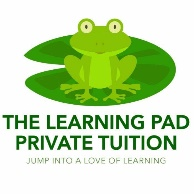 THE LEARNING PAD
PRIVATE TUITION
JUMP INTO A LOVE OF LEARNING